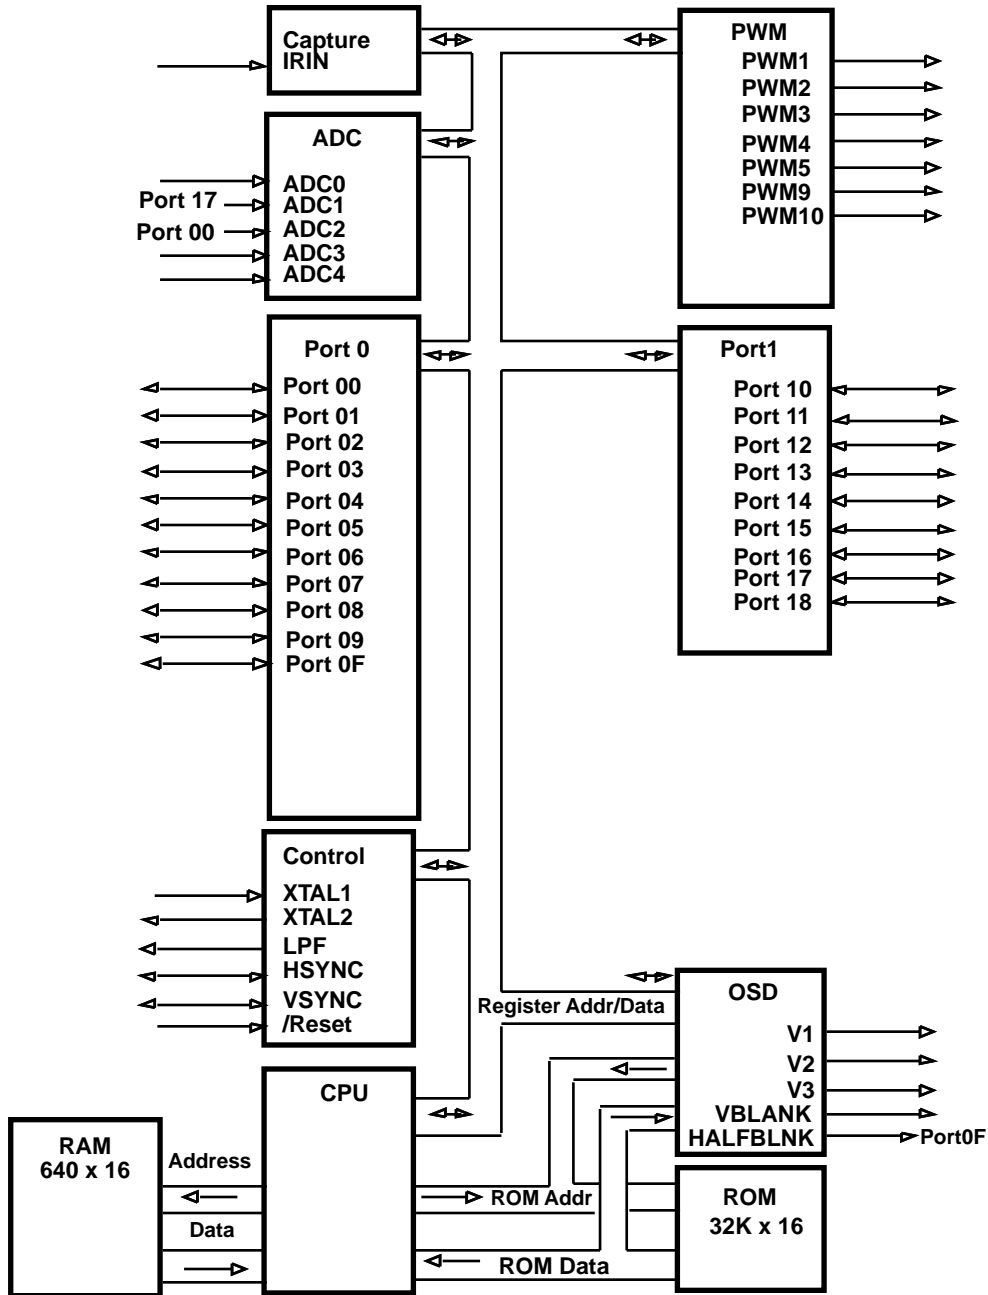 Capture
IRIN
PWM
PWM1
PWM2
PWM3
PWM4
PWM5
PWM9
PWM10
ADC
ADC0
Port 17 ADC1
Port 00 ADC2
ADC3
ADC4
Port 0
Port 00
Port 01
Port 02
Port 03
Port 04
Port 05
Port 06
Port 07
Port 08
Port 09
Port 0F
Port1
Port 10
Port 11
Port 12
Port 13
Port 14
Port 15
Port 16
Port 17
Port 18
Control
XTAL1
XTAL2
LPF
HSYNC
VSYNC
/Reset
Register Addr/Data
OSD
V1
V2
V3
VBLANK
HALFBLNK Port0F
CPU
RAM
640 x 16
Address
Data
ROM Addr
ROM Data
ROM
32K x 16